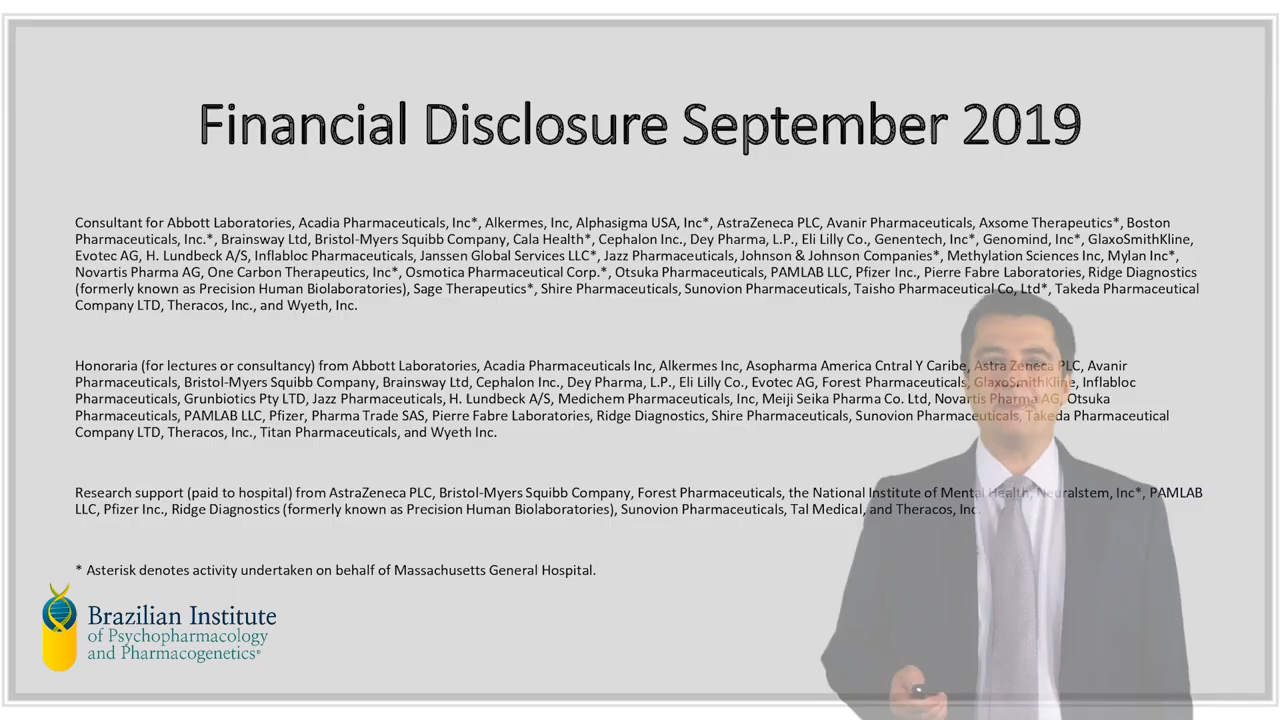 Financial Disclosure September 2019
Consultant for Abbott Laboratories, Acadia Pharmaceuticals, Inc*, Alkermes, Inc, Alphasigma USA, Inc*, AstraZeneca PLC, Avanir Pharmaceuticals, Axsome Therapeutics*, Boston
Pharmaceuticals, Inc.*, Brainsway Ltd, Bristol-Myers Squibb Company, Cala Health*, Cephalon Inc., Dey Pharma, L.P., Eli Lilly Co., Genentech, Inc*, Genomind, Inc*, GlaxoSmithKline,
Evotec AG, H. Lundbeck A/S, Inflabloc Pharmaceuticals, Janssen Global Services LLC*, Jazz Pharmaceuticals, Johnson & Johnson Companies*, Methylation Sciences Inc, Mylan Inc*,
Novartis Pharma AG, One Carbon Therapeutics, Inc*, Osmotica Pharmaceutical Corp.*, Otsuka Pharmaceuticals, PAMLAB LLC, Pfizer Inc., Pierre Fabre Laboratories, Ridge Diagnostics
(formerly known as Precision Human Biolaboratories), Sage Therapeutics*, Shire Pharmaceuticals, Sunovion Pharmaceuticals, Taisho Pharmaceutical Co, Ltd*, Takeda Pharmaceutical
Company LTD, Theracos, Inc., and Wyeth, Inc.
Honoraria (for lectures or consultancy) from Abbott Laboratories, Acadia Pharmaceuticals Inc, Alkermes Inc, Asopharma America Cntral Y Caribe, Astra Zeneca PLC, Avanir
Pharmaceuticals, Bristol-Myers Squibb Company, Brainsway Ltd, Cephalon Inc., Dey Pharma, L.P., Eli Lilly Co., Evotec AG, Forest Pharmaceuticals, GlaxoSmithKline, Inflabloc
Pharmaceuticals, Grunbiotics Pty LTD, Jazz Pharmaceuticals, H. Lundbeck A/S, Medichem Pharmaceuticals, Inc, Meiji Seika Pharma Co. Ltd, Novartis Pharma AG, Otsuka
Pharmaceuticals, PAMLAB LLC, Pfizer, Pharma Trade SAS, Pierre Fabre Laboratories, Ridge Diagnostics, Shire Pharmaceuticals, Sunovion Pharmaceuticals, Takeda Pharmaceutical
Company LTD, Theracos, Inc., Titan Pharmaceuticals, and Wyeth Inc.
Research support (paid to hospital) from AstraZeneca PLC, Bristol-Myers Squibb Company, Forest Pharmaceuticals, the National Institute of Mental Health, Neuralstem, Inc*, PAMLAB
LLC, Pfizer Inc., Ridge Diagnostics (formerly known as Precision Human Biolaboratories), Sunovion Pharmaceuticals, Tal Medical, and Theracos, Inc.
* Asterisk denotes activity undertaken on behalf of Massachusetts General Hospital.
Brazilian Institute
of Psychopharmacology
and Pharmacogenetics®